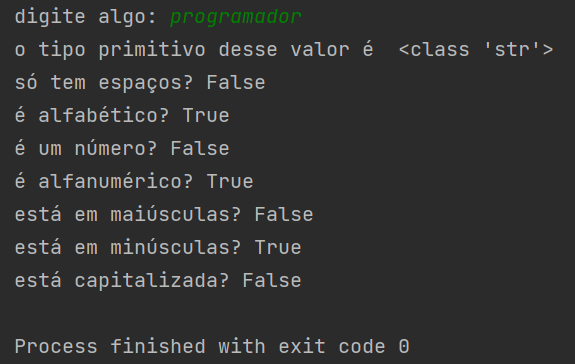 digite algo: programador
o tipo primitivo desse valor é  <class 'str'>
só tem espaços? False
é alfabético? True
é um número? False
é alfanumérico? True
está em maiúsculas? False
está em minúsculas? True
está capitalizada? False
Process finished with exit code 0